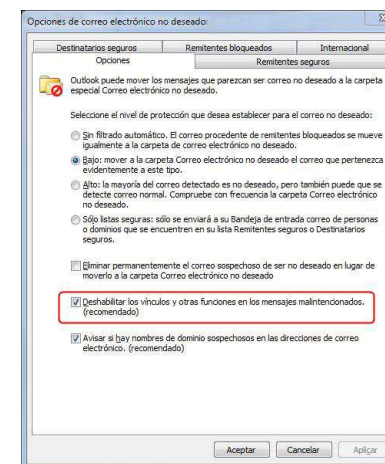 Opciones de correo electrónico no deseado:
Destinatarios seguros
Remitentes bloqueados
Internacional
Opciones
Remitentes seguros
Outlook puede mover los mensajes que parezcan ser correo no deseado a la carpeta
especial Correo electrónico no deseado.
Seleccione el nivel de protección que desea establecer para el correo no deseado:
Sin filtrado automático. El correo procedente de remitentes bloqueados se mueve
igualmente a la carpeta de correo electrónico no deseado.
Bajo: mover a la carpeta Correo electrónico no deseado el correo que pertenezca
evidentemente a este tipo.
Alto: la mayoría del correo detectado es no deseado, pero también puede que se
detecte correo normal. Compruebe con frecuencia la carpeta Correo electrónico
no deseado.
Sólo listas seguras: sólo se enviará a su Bandeja de entrada correo de personas
o dominios que se encuentren en su lista Remitentes seguros o Destinatarios
seguros.
Eliminar permanentemente el correo sospechoso de ser no deseado en lugar de
moverlo a la carpeta Correo electrónico no deseado
Deshabilitar los vínculos y otras funciones en los mensajes malintencionados.
(recomendado)
Avisar si hay nombres de dominio sospechosos en las direcciones de correo
electrónico. (recomendado)
Aceptar
Cancelar
Aplicar